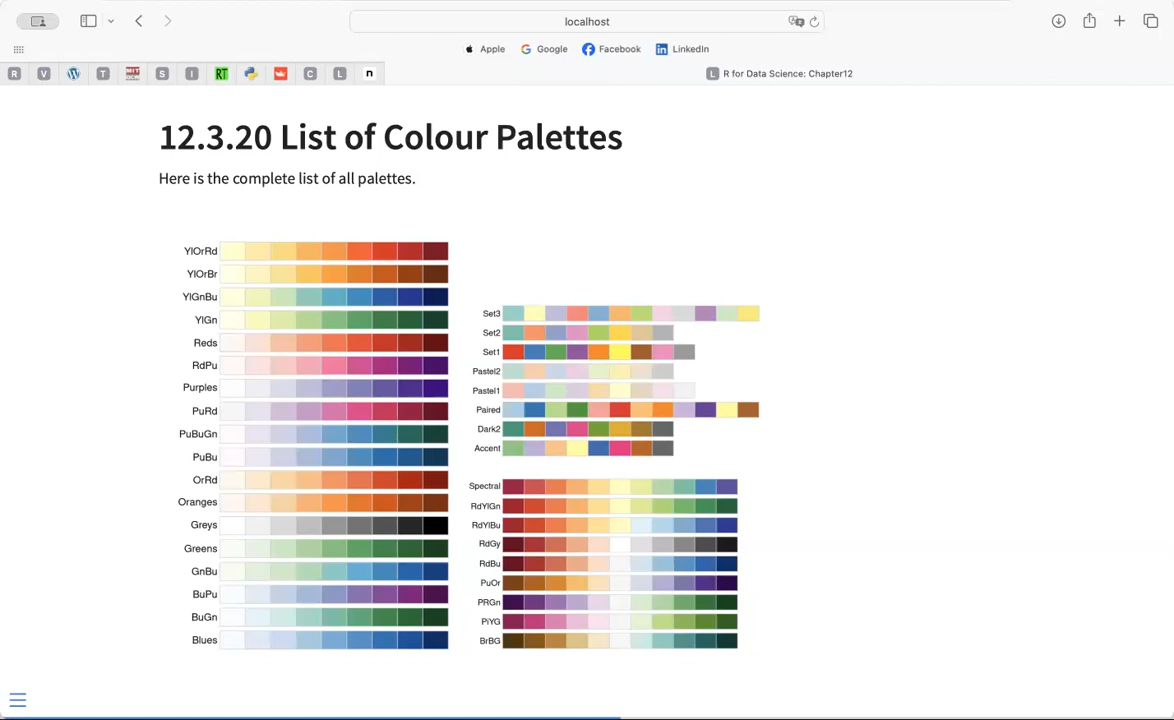 localhost
Apple
Google
Facebook
LinkedIn
R
V
T
MIT
S
I
RT
C
L
n
L
R for Data Science: Chapter12
12.3.20 List of Colour Palettes
Here is the complete list of all palettes.
YlOrRd
YlOrBr
YlGnBu
YlGn
Reds
RdPu
Purples
PuRd
PuBuGn
PuBu
OrRd
Oranges
Greys
Greens
GnBu
BuPu
BuGn
Blues
Set3
Set2
Set1
Pastel2
Pastel1
Paired
Dark2
Accent
Spectral
RdYlGn
RdYlBu
RdGy
RdBu
PuOr
PRGn
PiYG
BrBG